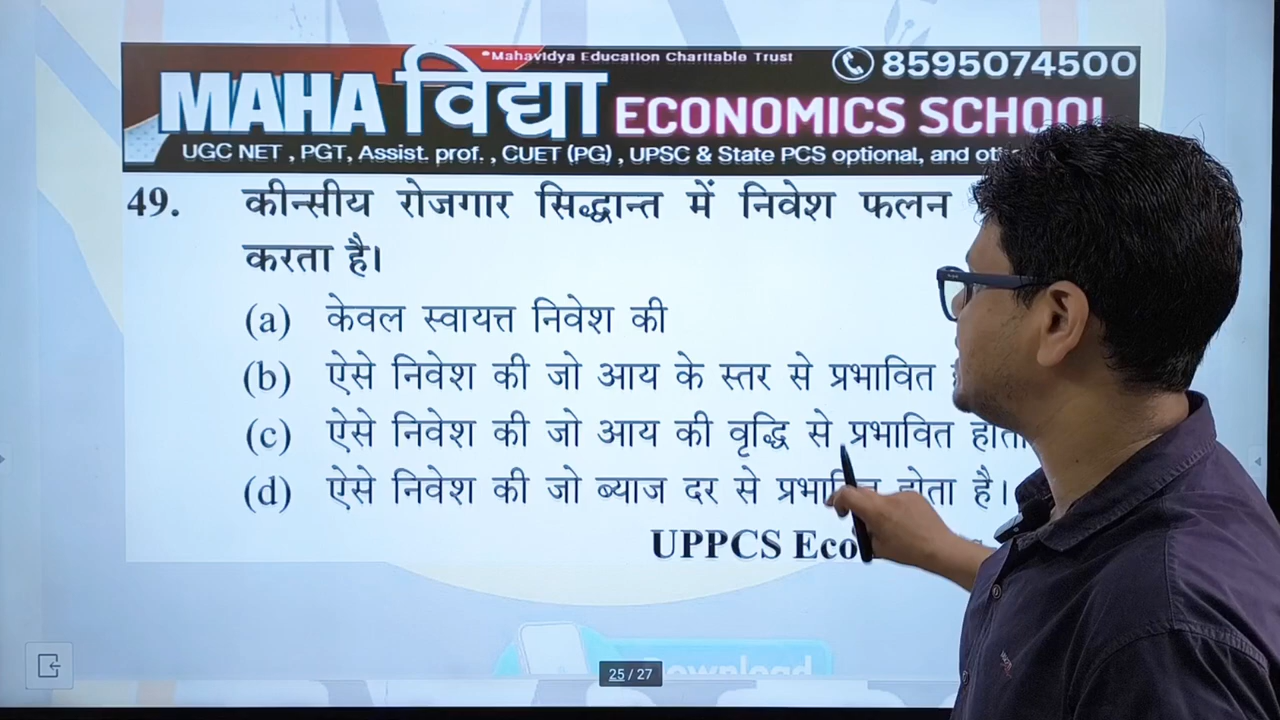 *Mahavidya Education Charitable Trust
8595074500
MAHA विद्या ECONOMICS SCHOOL
UGC NET , PGT, Assist. prof. , CUET (PG) , UPSC & State PCS optional, and
49. कीन्सीय रोजगार सिद्धान्त में निवेश फलन
करता है।
(a) केवल स्वायत्त निवेश की
(b) ऐसे निवेश की जो आय के स्तर से प्रभावित
(c) ऐसे निवेश की जो आय की वृद्धि से प्रभावित होता
(d) ऐसे निवेश की जो ब्याज दर से प्रभावित होता है।
UPPCS
25 / 27